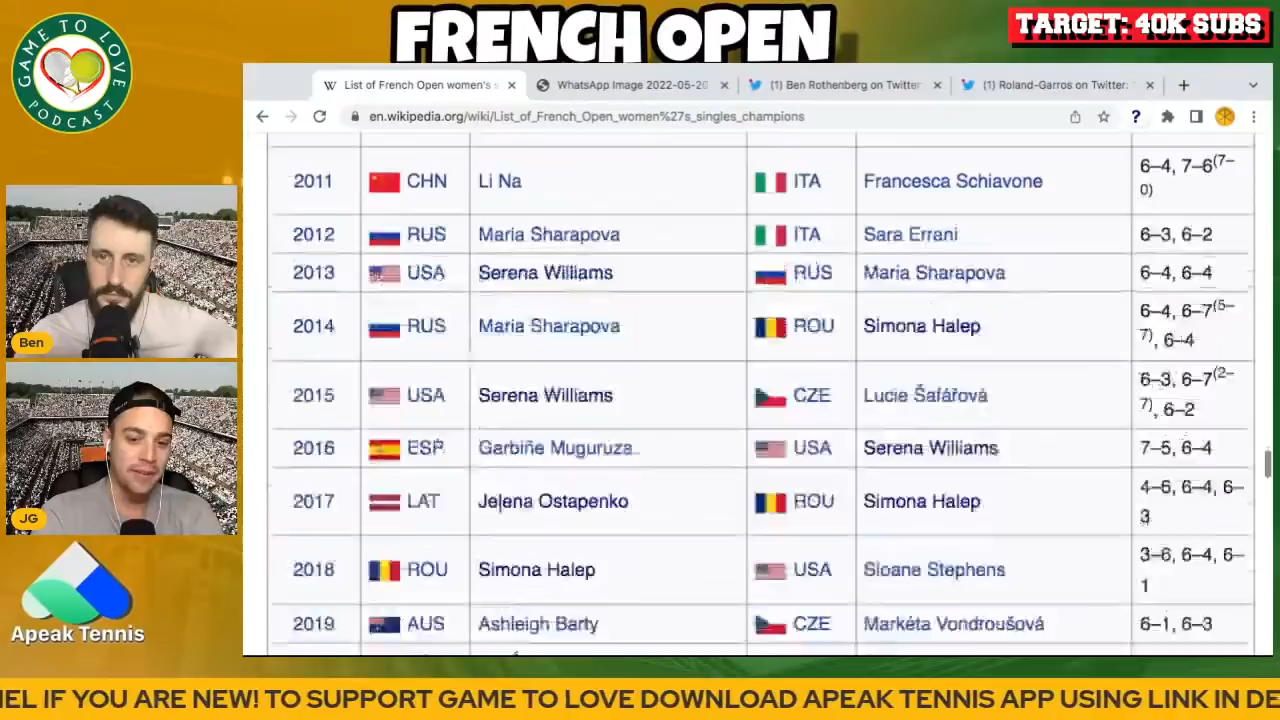 FRENCH OPEN
TARGET: 40K SUBS
GAME TO LOVE
PODCAST
List of French Open women's s
WhatsApp Image 2022-05-20
(1) Ben Rothenberg on Twitter
(1) Roland-Garros on Twitter:
en.wikipedia.org/wiki/List_of_French_Open_women%27s_singles_champions
2011 CHN Li Na ITA Francesca Schiavone 6–4, 7–6(7–
0)
2012 RUS Maria Sharapova ITA Sara Errani 6–3, 6–2
2013 USA Serena Williams RUS Maria Sharapova 6–4, 6–4
2014 RUS Maria Sharapova ROU Simona Halep 6–4, 6–7(5–
7), 6–4
2015 USA Serena Williams CZE Lucie Šafářová 6–3, 6–7(2–
7), 6–2
2016 ESP Garbiñe Muguruza USA Serena Williams 7–5, 6–4
2017 LAT Jeļena Ostapenko ROU Simona Halep 4–6, 6–4, 6–
3
2018 ROU Simona Halep USA Sloane Stephens 3–6, 6–4, 6–
1
2019 AUS Ashleigh Barty CZE Markéta Vondroušová 6–1, 6–3
Ben
JG
Apeak Tennis
NEL IF YOU ARE NEW! TO SUPPORT GAME TO LOVE DOWNLOAD APEAK TENNIS APP USING LINK IN DE